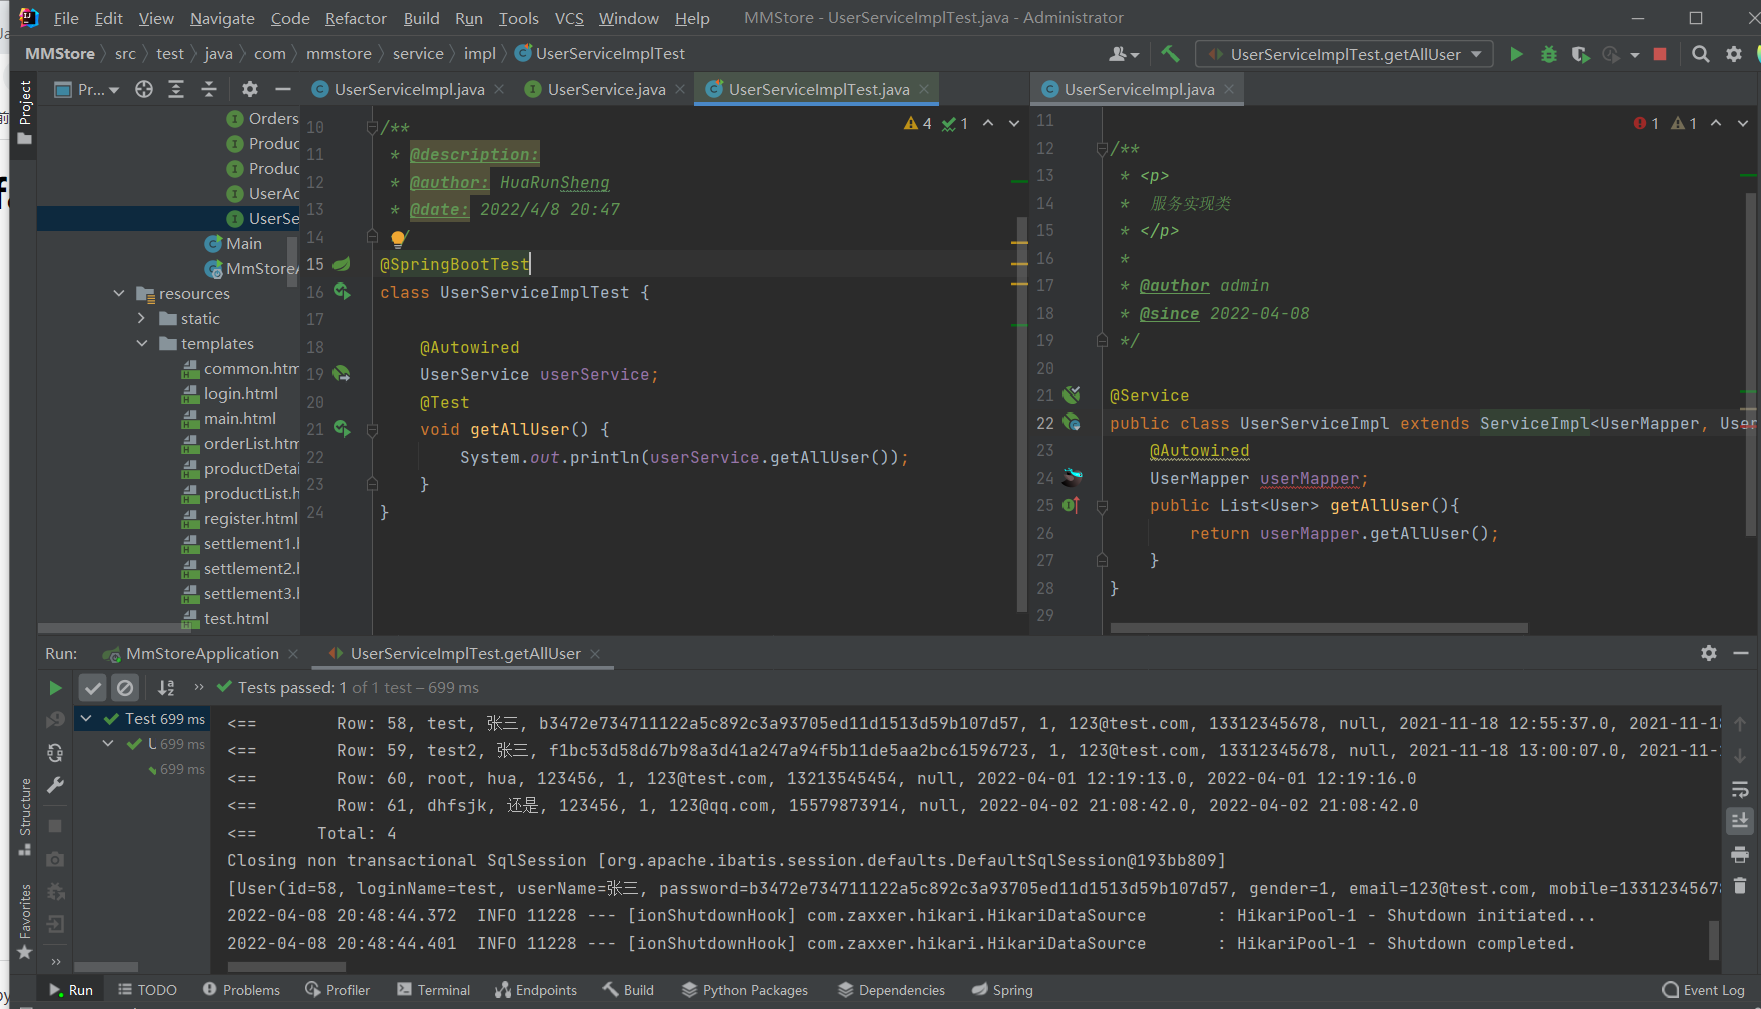 File Edit View Navigate Code Refactor Build Run Tools VCS Window Help MMStore - UserServiceImplTest.java - Administrator
MMStore src test java com mmstore service impl UserServiceImplTest UserServiceImplTest.getAllUser
Project
Pr... UserServiceImpl.java UserService.java UserServiceImplTest.java UserServiceImpl.java
Orders
Produc
Produc
UserAc
UserSe
Main
MmStoreA
resources
static
templates
common.htm
login.html
main.html
orderList.htm
productDetai
productList.h
register.html
settlement1.h
settlement2.h
settlement3.h
test.html
4 1
10 /**
11 * @description:
12 * @author: HuaRunSheng
13 * @date: 2022/4/8 20:47
14 */
15 @SpringBootTest
16 class UserServiceImplTest {
17
18 @Autowired
19 UserService userService;
20 @Test
21 void getAllUser() {
22 System.out.println(userService.getAllUser());
23 }
24 }
1 1
11
12 /**
13 * <p>
14 * 服务实现类
15 * </p>
16 *
17 * @author admin
18 * @since 2022-04-08
19 */
20
21 @Service
22 public class UserServiceImpl extends ServiceImpl<UserMapper, User
23 @Autowired
24 UserMapper userMapper;
25 public List<User> getAllUser(){
26 return userMapper.getAllUser();
27 }
28 }
29
Run: MmStoreApplication UserServiceImplTest.getAllUser
Tests passed: 1 of 1 test – 699 ms
Test 699 ms
U 699 ms
699 ms
<== Row: 58, test, 张三, b3472e734711122a5c892c3a93705ed11d1513d59b107d57, 1, 123@test.com, 13312345678, null, 2021-11-18 12:55:37.0, 2021-11-18
<== Row: 59, test2, 张三, f1bc53d58d67b98a3d41a247a94f5b11de5aa2bc61596723, 1, 123@test.com, 13312345678, null, 2021-11-18 13:00:07.0, 2021-11-
<== Row: 60, root, hua, 123456, 1, 123@test.com, 13213545454, null, 2022-04-01 12:19:13.0, 2022-04-01 12:19:16.0
<== Row: 61, dhfsjk, 还是, 123456, 1, 123@qq.com, 15579873914, null, 2022-04-02 21:08:42.0, 2022-04-02 21:08:42.0
<== Total: 4
Closing non transactional SqlSession [org.apache.ibatis.session.defaults.DefaultSqlSession@193bb809]
[User(id=58, loginName=test, userName=张三, password=b3472e734711122a5c892c3a93705ed11d1513d59b107d57, gender=1, email=123@test.com, mobile=1331234567
2022-04-08 20:48:44.372 INFO 11228 --- [ionShutdownHook] com.zaxxer.hikari.HikariDataSource : HikariPool-1 - Shutdown initiated...
2022-04-08 20:48:44.401 INFO 11228 --- [ionShutdownHook] com.zaxxer.hikari.HikariDataSource : HikariPool-1 - Shutdown completed.
Structure
Favorites
Run TODO Problems Profiler Terminal Endpoints Build Python Packages Dependencies Spring Event Log